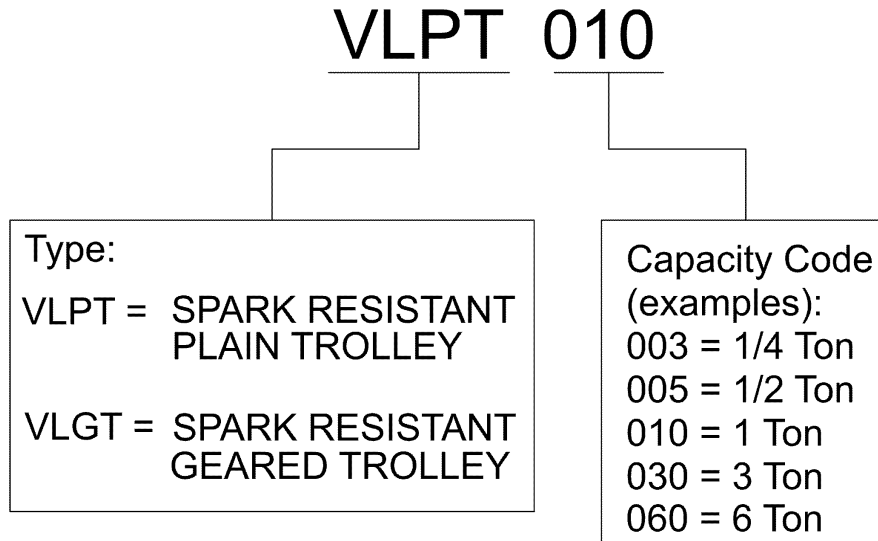 VLPT 010
Type:
VLPT = SPARK RESISTANT
PLAIN TROLLEY
VLGT = SPARK RESISTANT
GEARED TROLLEY
Capacity Code
(examples):
003 = 1/4 Ton
005 = 1/2 Ton
010 = 1 Ton
030 = 3 Ton
060 = 6 Ton